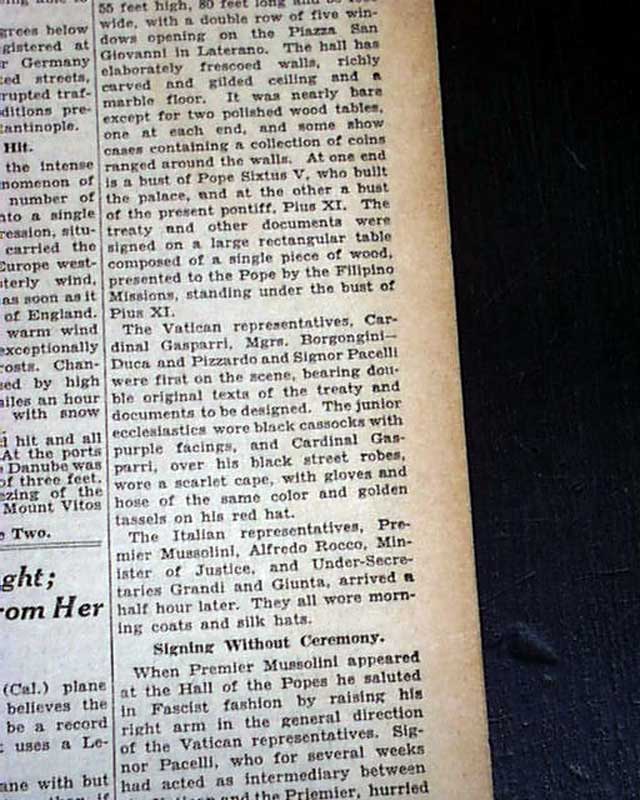 grees below
gistered at
r Germany
ted streets,
rupted traf-
ditions pre-
tantinople.
Hit.
the intense
nomenon of
number of
nto a single
ression, situ-
carried the
Europe west-
sterly wind,
as soon as it
of England.
warm wind
exceptionally
rosts. Chan-
sed by high
miles an hour
with snow
d hit and all
At the ports
e Danube was
of three feet.
ezing of the
Mount Vitos
e Two.
ght;
rom Her
(Cal.) plane
believes the
be a record
t uses a Le-
ane with but
55 feet high, 80 feet long and
wide, with a double row of five win-
dows opening on the Piazza San
Giovanni in Laterano. The hall has
elaborately frescoed walls, richly
carved and gilded ceiling and a
marble floor. It was nearly bare
except for two polished wood tables,
one at each end, and some show
cases containing a collection of coins
ranged around the walls. At one end
is a bust of Pope Sixtus V, who built
the palace, and at the other a bust
of the present pontiff, Pius XI. The
treaty and other documents were
signed on a large rectangular table
composed of a single piece of wood,
presented to the Pope by the Filipino
Missions, standing under the bust of
Pius XI.
The Vatican representatives, Car-
dinal Gasparri, Mgrs. Borgongini-
Duca and Pizzardo and Signor Pacelli
were first on the scene, bearing dou-
ble original texts of the treaty and
documents to be designed. The junior
ecclesiastics wore black cassocks with
purple facings, and Cardinal Gas-
parri, over his black street robes,
wore a scarlet cape, with gloves and
hose of the same color and golden
tassels on his red hat.
The Italian representatives, Pre-
mier Mussolini, Alfredo Rocco, Min-
ister of Justice, and Under-Secre-
taries Grandi and Giunta, arrived a
half hour later. They all wore morn-
ing coats and silk hats.
Signing Without Ceremony.
When Premier Mussolini appeared
at the Hall of the Popes he saluted
in Fascist fashion by raising his
right arm in the general direction
of the Vatican representatives. Sig-
nor Pacelli, who for several weeks
had acted as intermediary between
and the Priemier, hurried